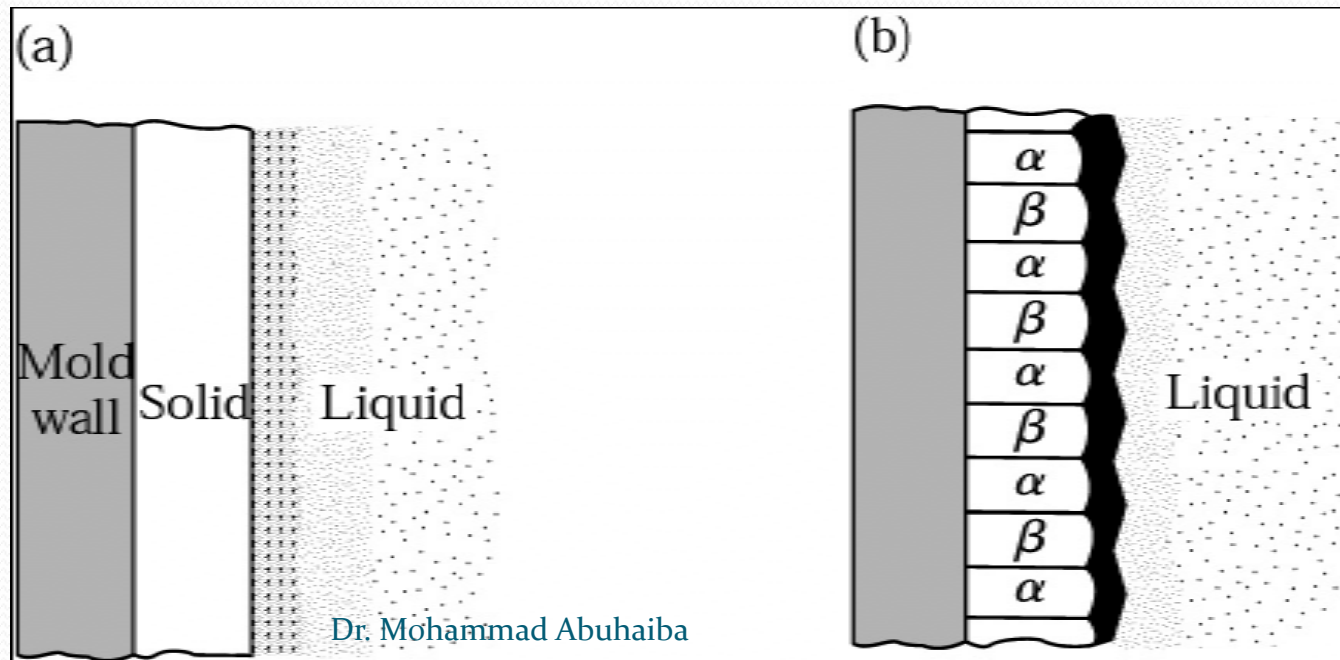 (a)
(b)
Mold
wall
Solid
Liquid
α
β
α
β
α
β
α
β
α
Liquid
Dr. Mohammad Abuhaiba